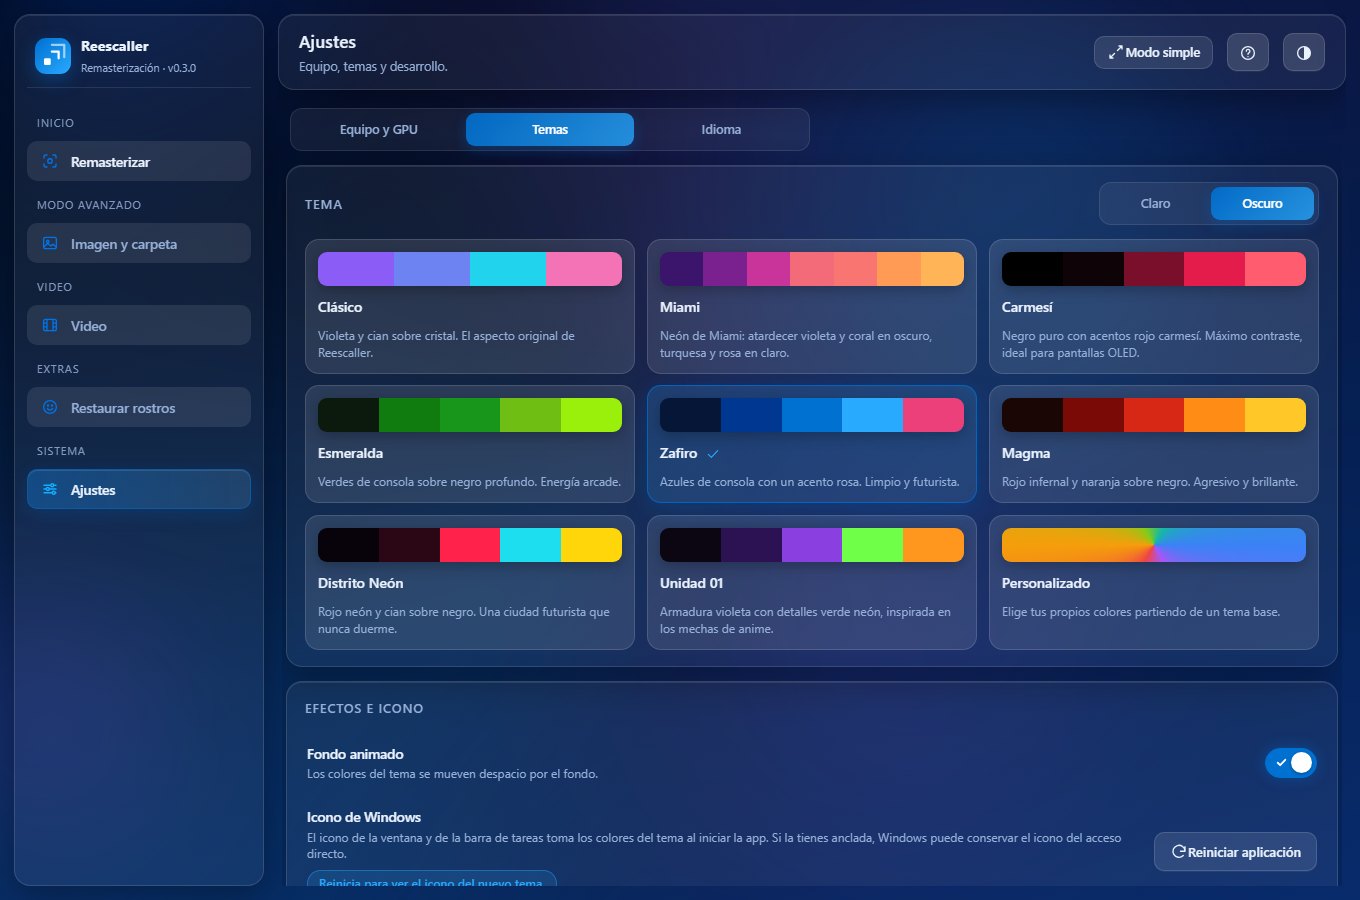 Reescaller
Remasterización · v0.3.0
INICIO
Remasterizar
MODO AVANZADO
Imagen y carpeta
VIDEO
Video
EXTRAS
Restaurar rostros
SISTEMA
Ajustes
Ajustes
Equipo, temas y desarrollo.
Modo simple
Equipo y GPU
Temas
Idioma
TEMA
Claro
Oscuro
Clásico
Violeta y cian sobre cristal. El aspecto original de
Reescaller.
Miami
Neón de Miami: atardecer violeta y coral en oscuro,
turquesa y rosa en claro.
Carmesí
Negro puro con acentos rojo carmesí. Máximo contraste,
ideal para pantallas OLED.
Esmeralda
Verdes de consola sobre negro profundo. Energía arcade.
Zafiro
Azules de consola con un acento rosa. Limpio y futurista.
Magma
Rojo infernal y naranja sobre negro. Agresivo y brillante.
Distrito Neón
Rojo neón y cian sobre negro. Una ciudad futurista que
nunca duerme.
Unidad 01
Armadura violeta con detalles verde neón, inspirada en
los mechas de anime.
Personalizado
Elige tus propios colores partiendo de un tema base.
EFECTOS E ICONO
Fondo animado
Los colores del tema se mueven despacio por el fondo.
Icono de Windows
El icono de la ventana y de la barra de tareas toma los colores del tema al iniciar la app. Si la tienes anclada, Windows puede conservar el icono del acceso
directo.
Reiniciar aplicación
Reinicia para ver el icono del nuevo tema